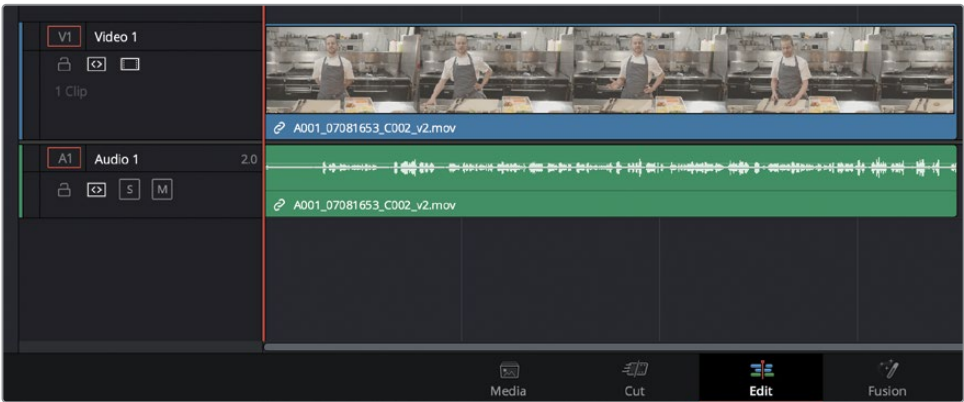 V1 Video 1
1 Clip
A001_07081653_C002_v2.mov
A1 Audio 1 2.0
S M
A001_07081653_C002_v2.mov
Media Cut Edit Fusion